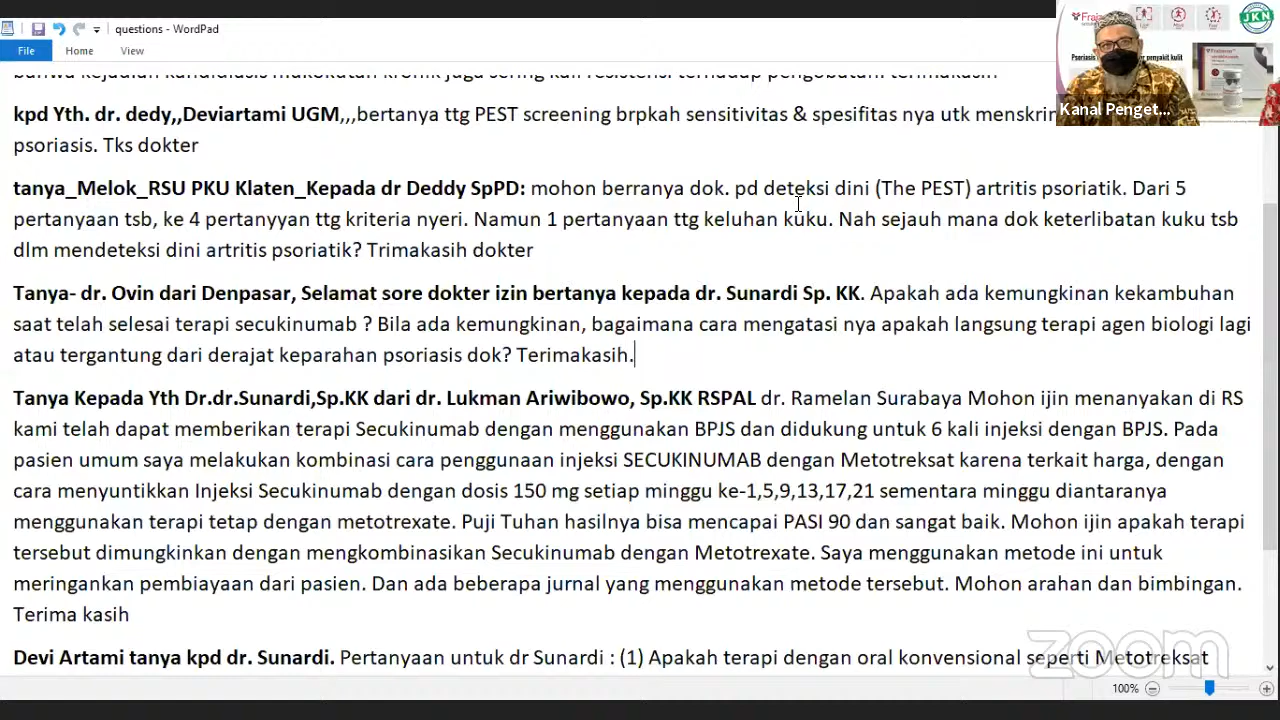 questions - WordPad
File Home View
kpd Yth. dr. dedy,,Deviartami UGM,,,bertanya ttg PEST screening brpkah sensitivitas & spesifitas nya utk
psoriasis. Tks dokter
tanya_Melok_RSU PKU Klaten_Kepada dr Deddy SpPD: mohon berranya dok. pd deteksi dini (The PEST) artritis psoriatik. Dari 5
pertanyaan tsb, ke 4 pertanyyan ttg kriteria nyeri. Namun 1 pertanyaan ttg keluhan kuku. Nah sejauh mana dok keterlibatan kuku tsb
dlm mendeteksi dini artritis psoriatik? Trimakasih dokter
Tanya- dr. Ovin dari Denpasar, Selamat sore dokter izin bertanya kepada dr. Sunardi Sp. KK. Apakah ada kemungkinan kekambuhan
saat telah selesai terapi secukinumab ? Bila ada kemungkinan, bagaimana cara mengatasi nya apakah langsung terapi agen biologi lagi
atau tergantung dari derajat keparahan psoriasis dok? Terimakasih.
Tanya Kepada Yth Dr.dr.Sunardi,Sp.KK dari dr. Lukman Ariwibowo, Sp.KK RSPAL dr. Ramelan Surabaya Mohon ijin menanyakan di RS
kami telah dapat memberikan terapi Secukinumab dengan menggunakan BPJS dan didukung untuk 6 kali injeksi dengan BPJS. Pada
pasien umum saya melakukan kombinasi cara penggunaan injeksi SECUKINUMAB dengan Metotreksat karena terkait harga, dengan
cara menyuntikkan Injeksi Secukinumab dengan dosis 150 mg setiap minggu ke-1,5,9,13,17,21 sementara minggu diantaranya
menggunakan terapi tetap dengan metotrexate. Puji Tuhan hasilnya bisa mencapai PASI 90 dan sangat baik. Mohon ijin apakah terapi
tersebut dimungkinkan dengan mengkombinasikan Secukinumab dengan Metotrexate. Saya menggunakan metode ini untuk
meringankan pembiayaan dari pasien. Dan ada beberapa jurnal yang menggunakan metode tersebut. Mohon arahan dan bimbingan.
Terima kasih
Devi Artami tanya kpd dr. Sunardi. Pertanyaan untuk dr Sunardi : (1) Apakah terapi dengan oral konvensional seperti Metotreksat
100%
JKN
Kanal Penget...
zoom